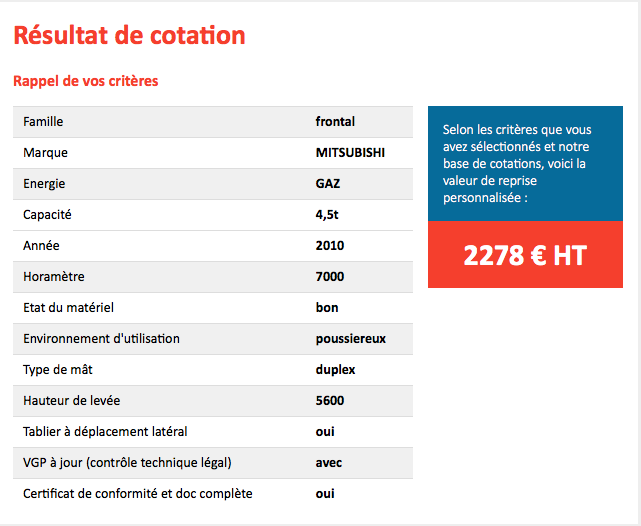 Résultat de cotation
Rappel de vos critères
Famille frontal
Marque MITSUBISHI
Energie GAZ
Capacité 4,5t
Année 2010
Horamètre 7000
Etat du matériel bon
Environnement d'utilisation poussiereux
Type de mât duplex
Hauteur de levée 5600
Tablier à déplacement latéral oui
VGP à jour (contrôle technique légal) avec
Certificat de conformité et doc complète oui
Selon les critères que vous
avez sélectionnés et notre
base de cotations, voici la
valeur de reprise
personnalisée :
2278 € HT